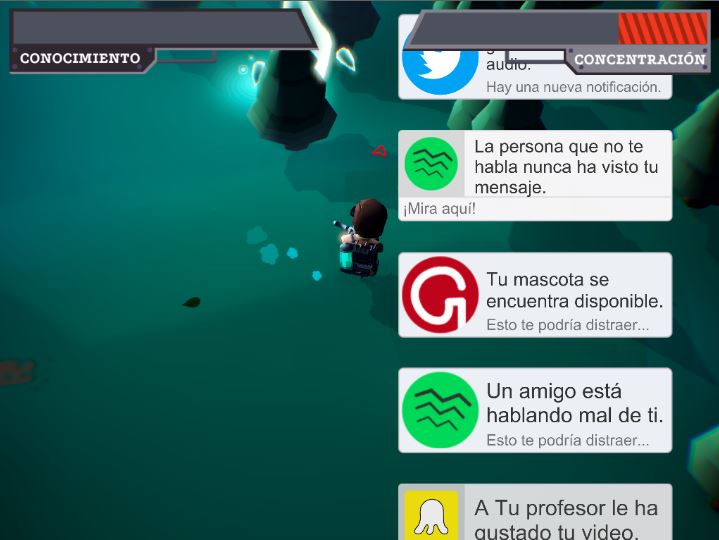 CONOCIMIENTO
CONCENTRACIÓN
audio.
Hay una nueva notificación.
La persona que no te
habla nunca ha visto tu
mensaje.
¡Mira aquí!
Tu mascota se
encuentra disponible.
Esto te podría distraer...
Un amigo está
hablando mal de ti.
Esto te podría distraer...
A Tu profesor le ha
gustado tu video.